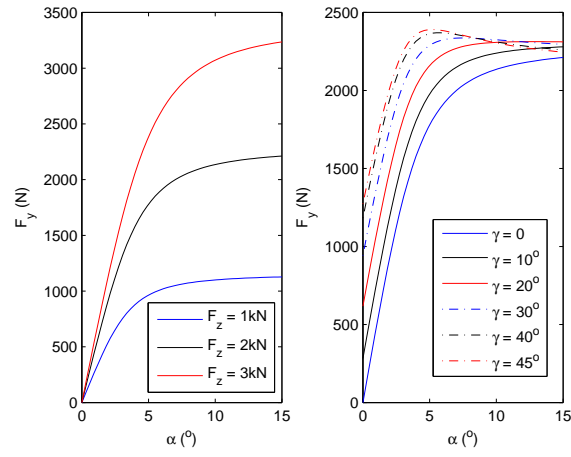 3500
3000
2500
2000
1500
1000
500
0
0 5 10 15
F_y (N)
α (°)
F_z = 1kN
F_z = 2kN
F_z = 3kN
2500
2000
1500
1000
500
0
0 5 10 15
F_y (N)
α (°)
γ = 0
γ = 10°
γ = 20°
γ = 30°
γ = 40°
γ = 45°